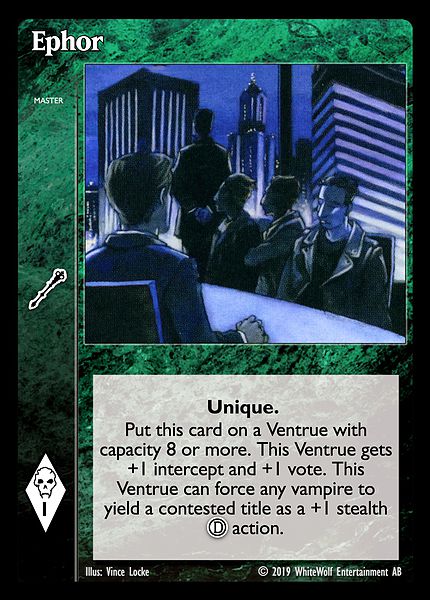 Ephor
MASTER
Unique.
Put this card on a Ventrue with
capacity 8 or more. This Ventrue gets
+1 intercept and +1 vote. This
Ventrue can force any vampire to
yield a contested title as a +1 stealth
Ⓓ action.
1
Illus: Vince Locke © 2019 WhiteWolf Entertainment AB